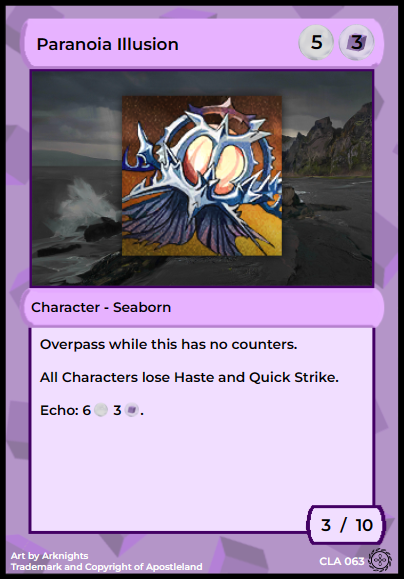 Paranoia Illusion
5 3
Character - Seaborn
Overpass while this has no counters.
All Characters lose Haste and Quick Strike.
Echo: 6 3 .
3 / 10
Art by Arknights
Trademark and Copyright of Apostleland
CLA 063